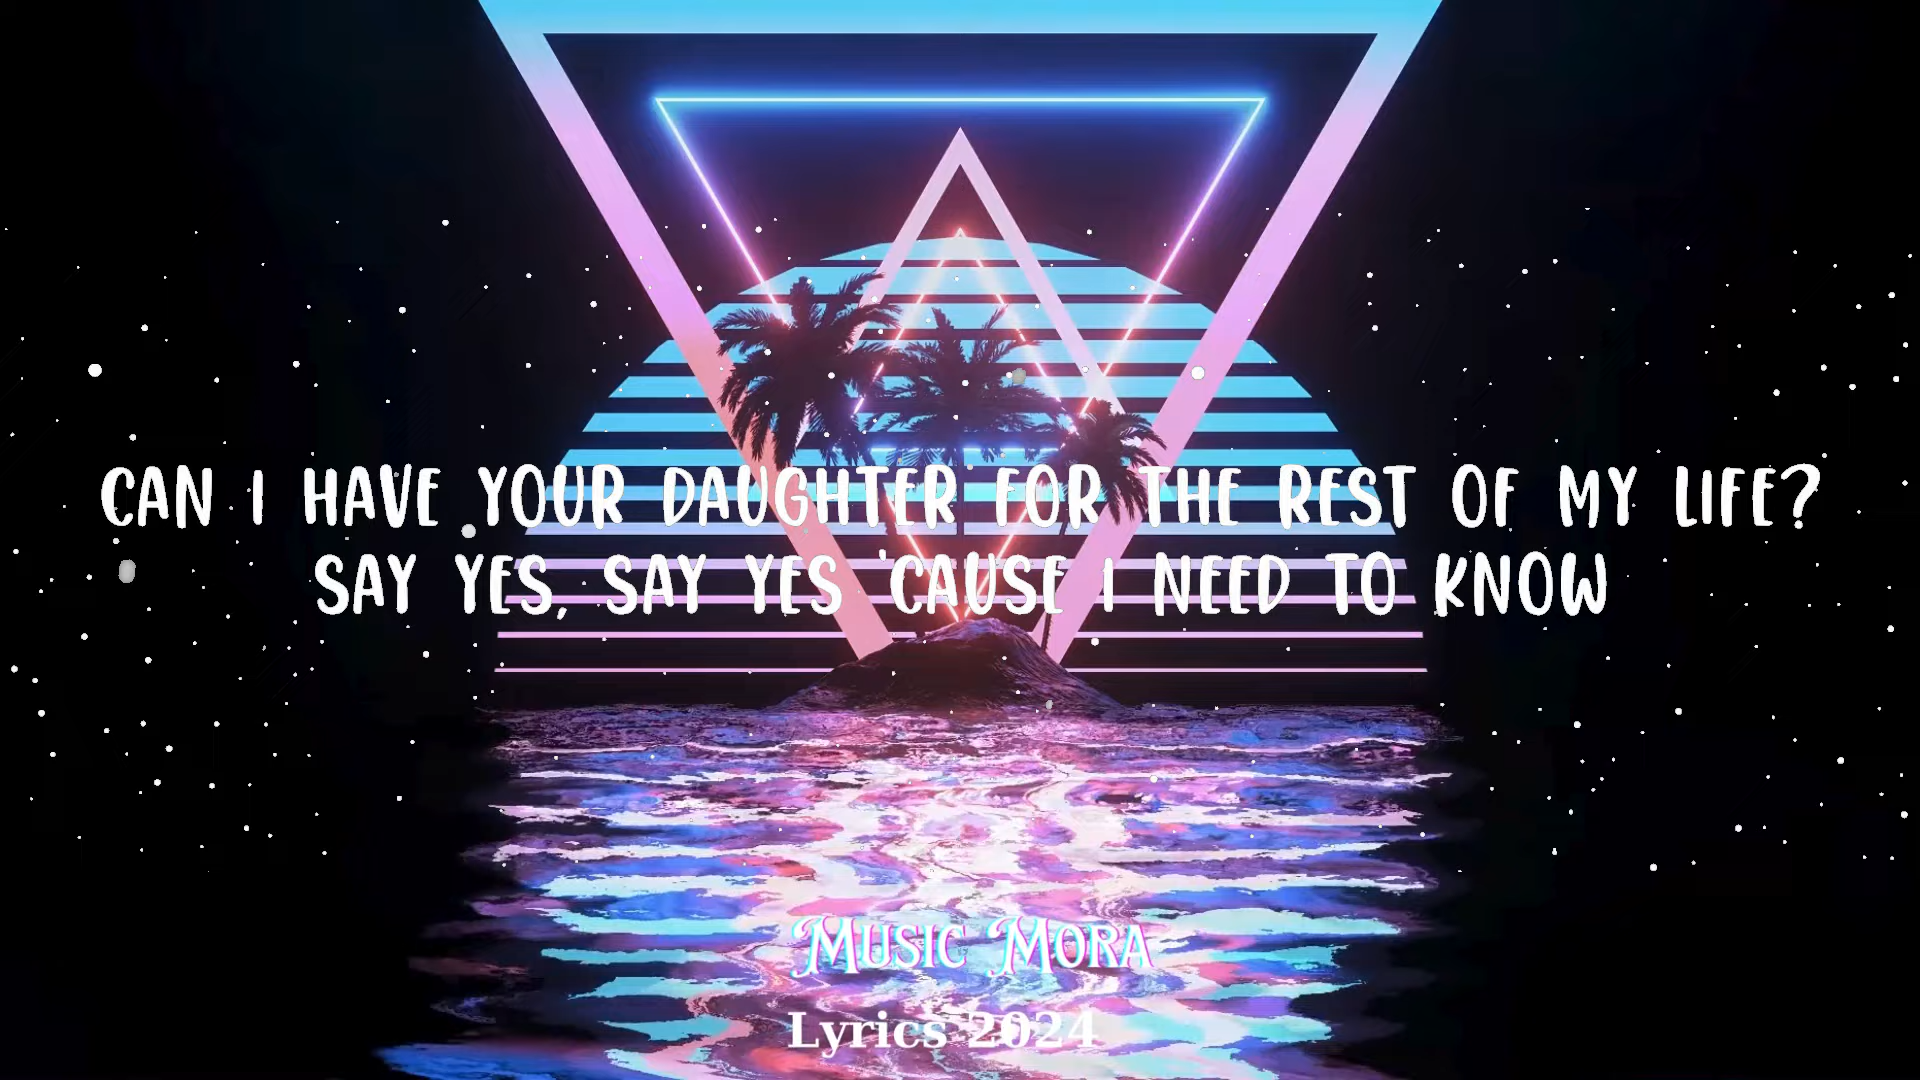 CAN I HAVE YOUR DAUGHTER FOR THE REST OF MY LIFE?
SAY YES, SAY YES 'CAUSE I NEED TO KNOW
MUSIC MORA
Lyrics 2024